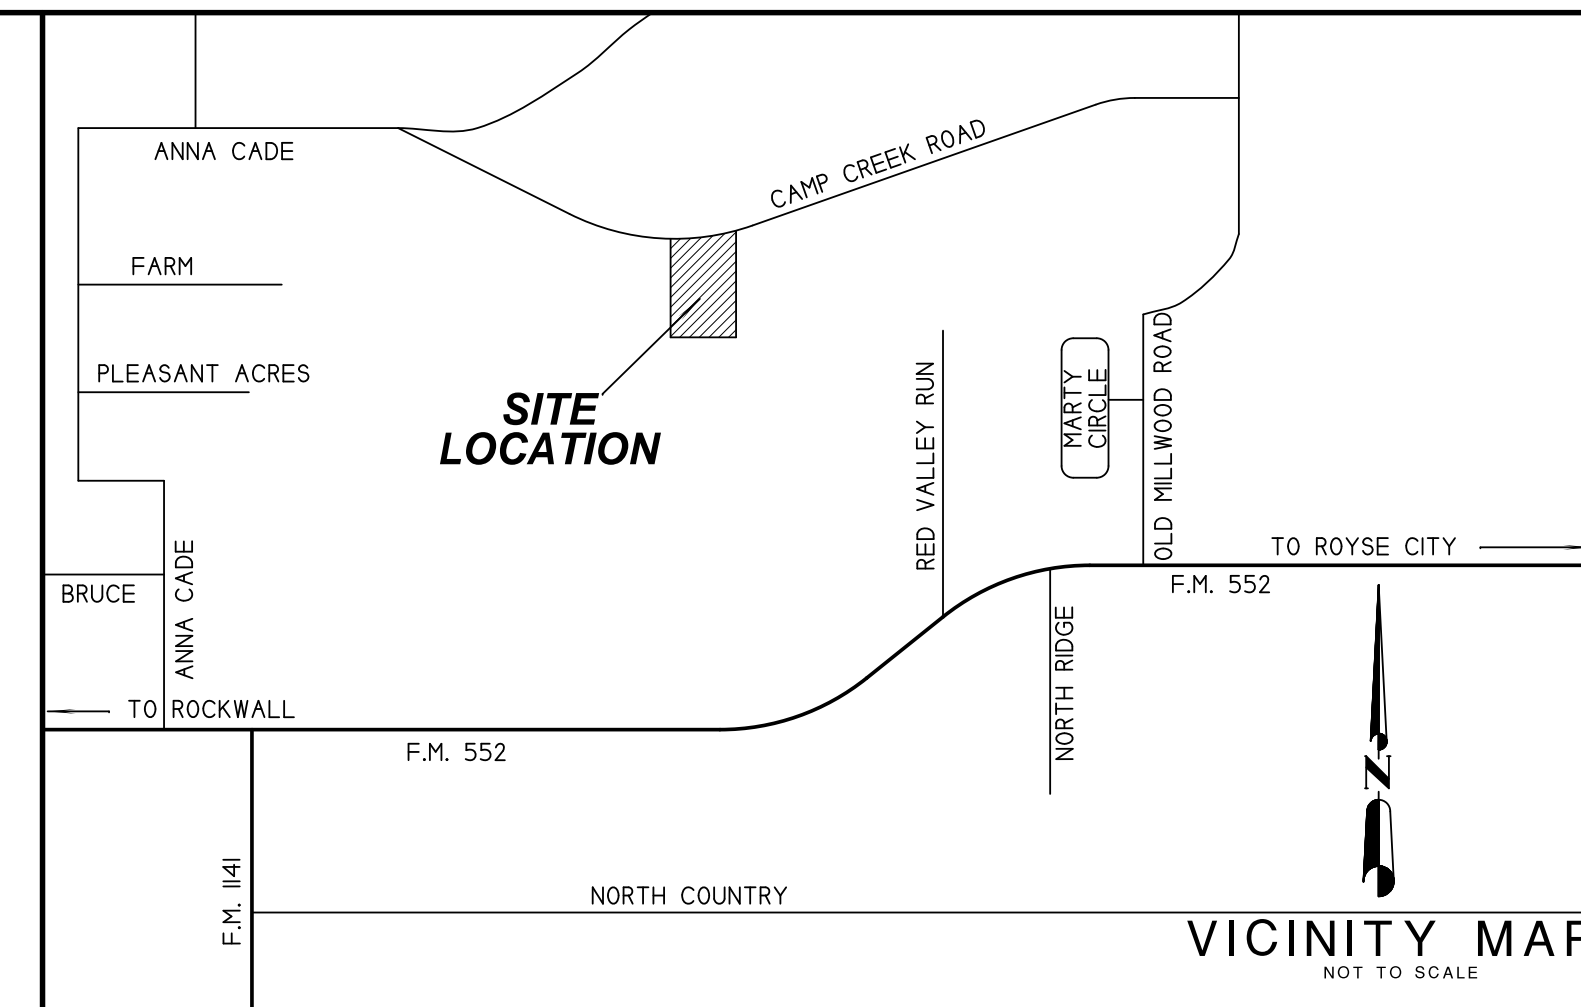 ANNA CADE
CAMP CREEK ROAD
FARM
PLEASANT ACRES
SITE
LOCATION
RED VALLEY RUN
MARTY
CIRCLE
OLD MILLWOOD ROAD
TO ROYSE CITY
F.M. 552
BRUCE
ANNA CADE
NORTH RIDGE
TO ROCKWALL
F.M. 552
N
F.M. 1141
NORTH COUNTRY
VICINITY MAP
NOT TO SCALE